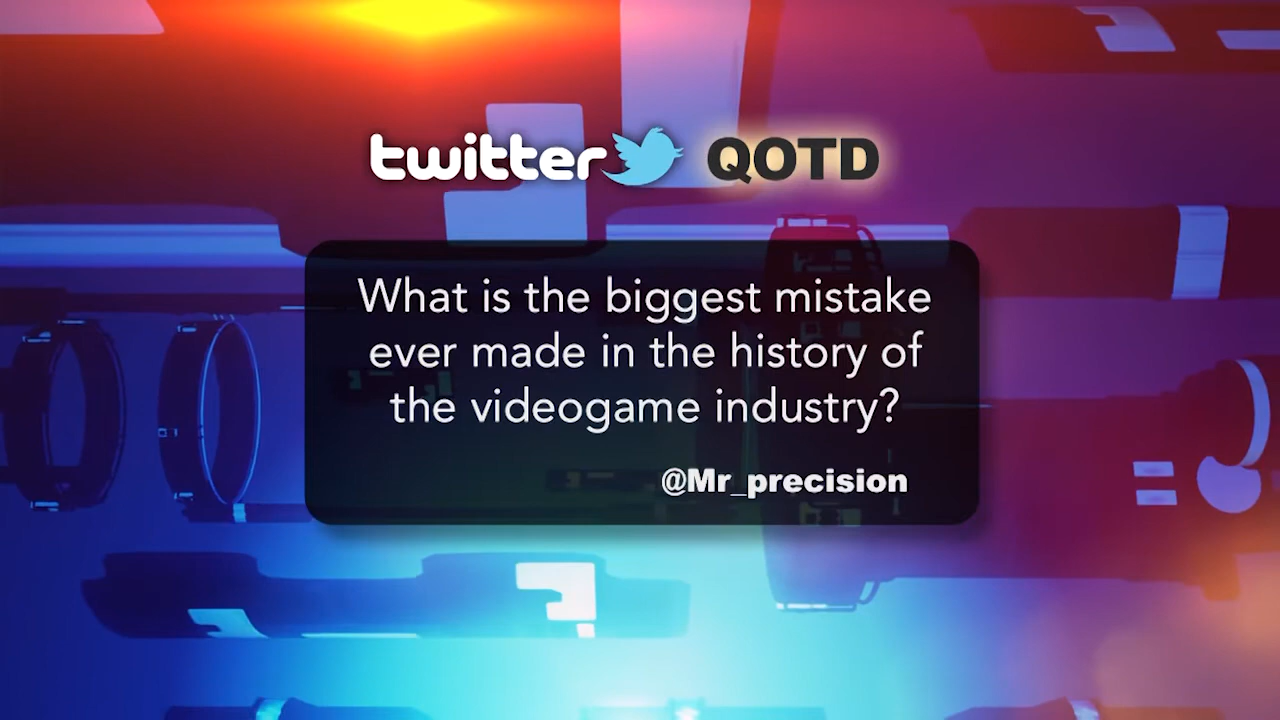 twitter QOTD
What is the biggest mistake
ever made in the history of
the videogame industry?
@Mr_precision